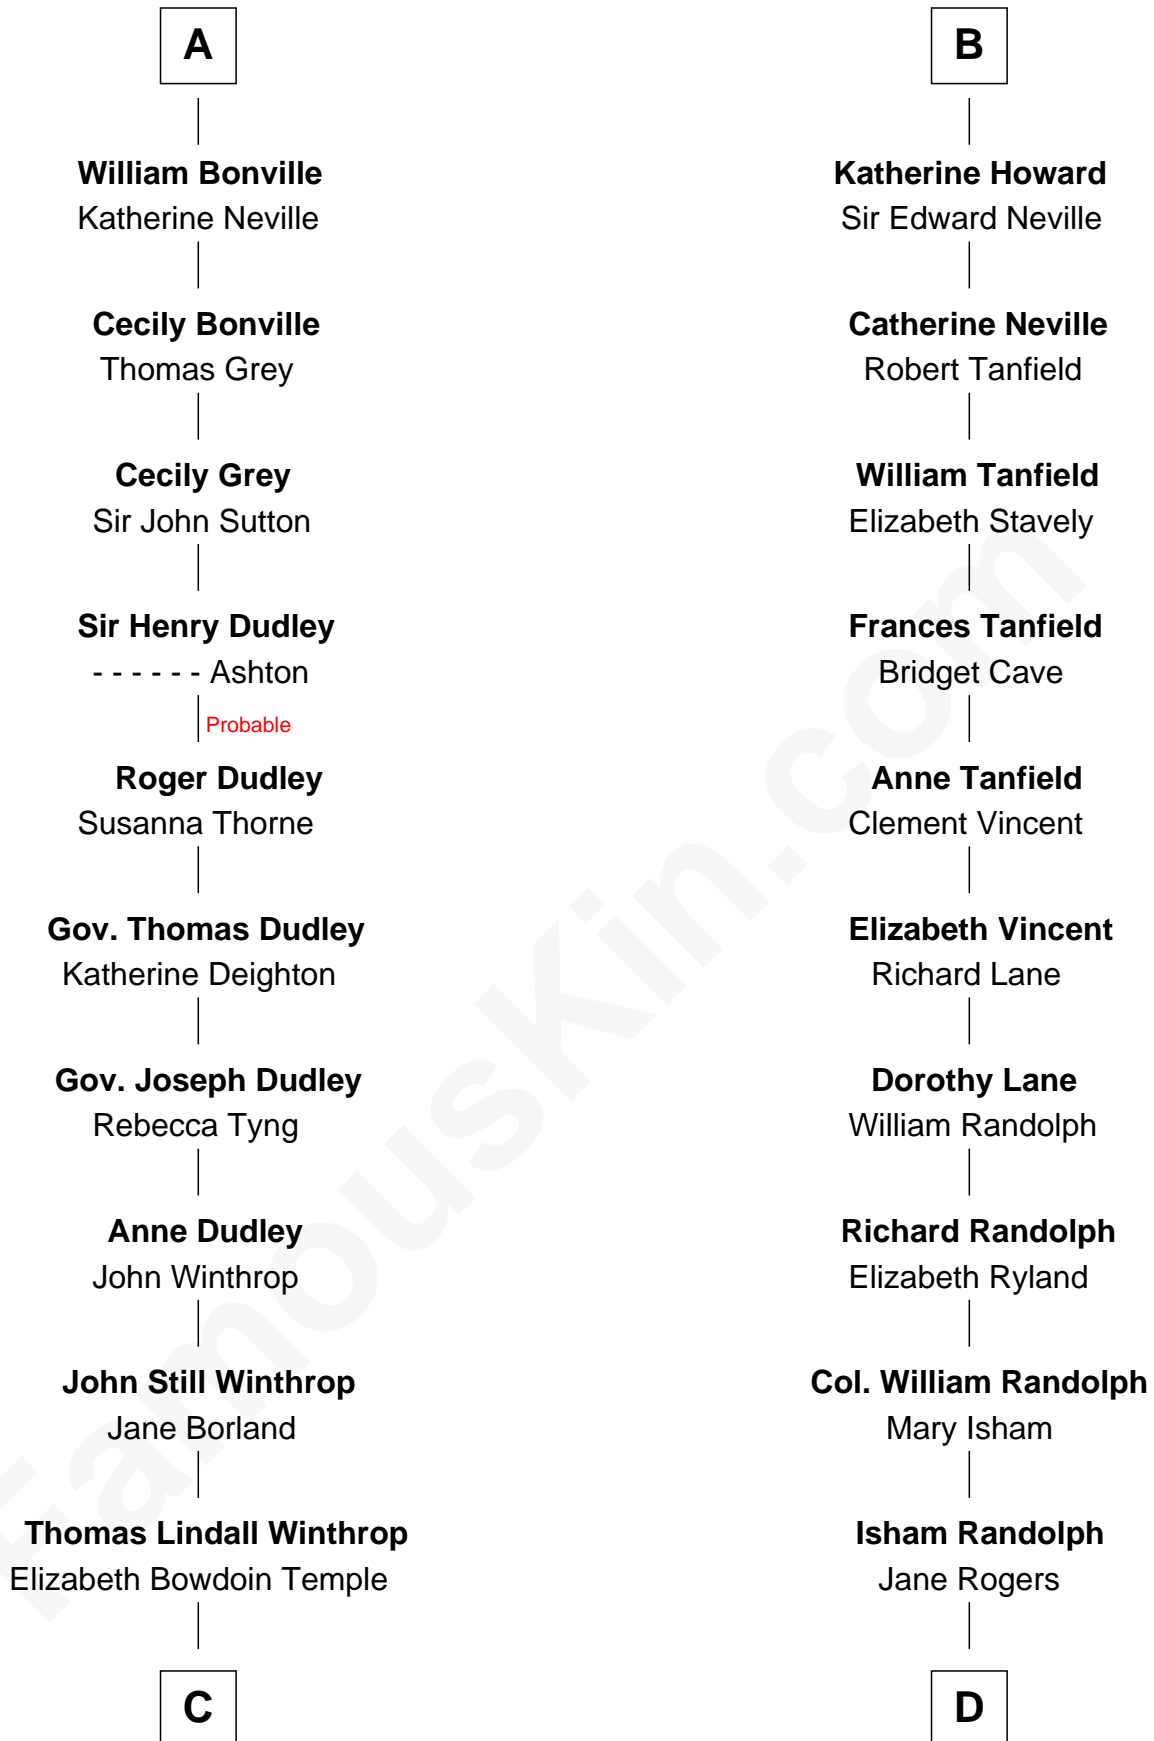 A
William Bonville
Katherine Neville
Cecily Bonville
Thomas Grey
Cecily Grey
Sir John Sutton
Sir Henry Dudley
- - - - - - Ashton
Probable
Roger Dudley
Susanna Thorne
Gov. Thomas Dudley
Katherine Deighton
Gov. Joseph Dudley
Rebecca Tyng
Anne Dudley
John Winthrop
John Still Winthrop
Jane Borland
Thomas Lindall Winthrop
Elizabeth Bowdoin Temple
C
B
Katherine Howard
Sir Edward Neville
Catherine Neville
Robert Tanfield
William Tanfield
Elizabeth Stavely
Frances Tanfield
Bridget Cave
Anne Tanfield
Clement Vincent
Elizabeth Vincent
Richard Lane
Dorothy Lane
William Randolph
Richard Randolph
Elizabeth Ryland
Col. William Randolph
Mary Isham
Isham Randolph
Jane Rogers
D
FamousKin.com